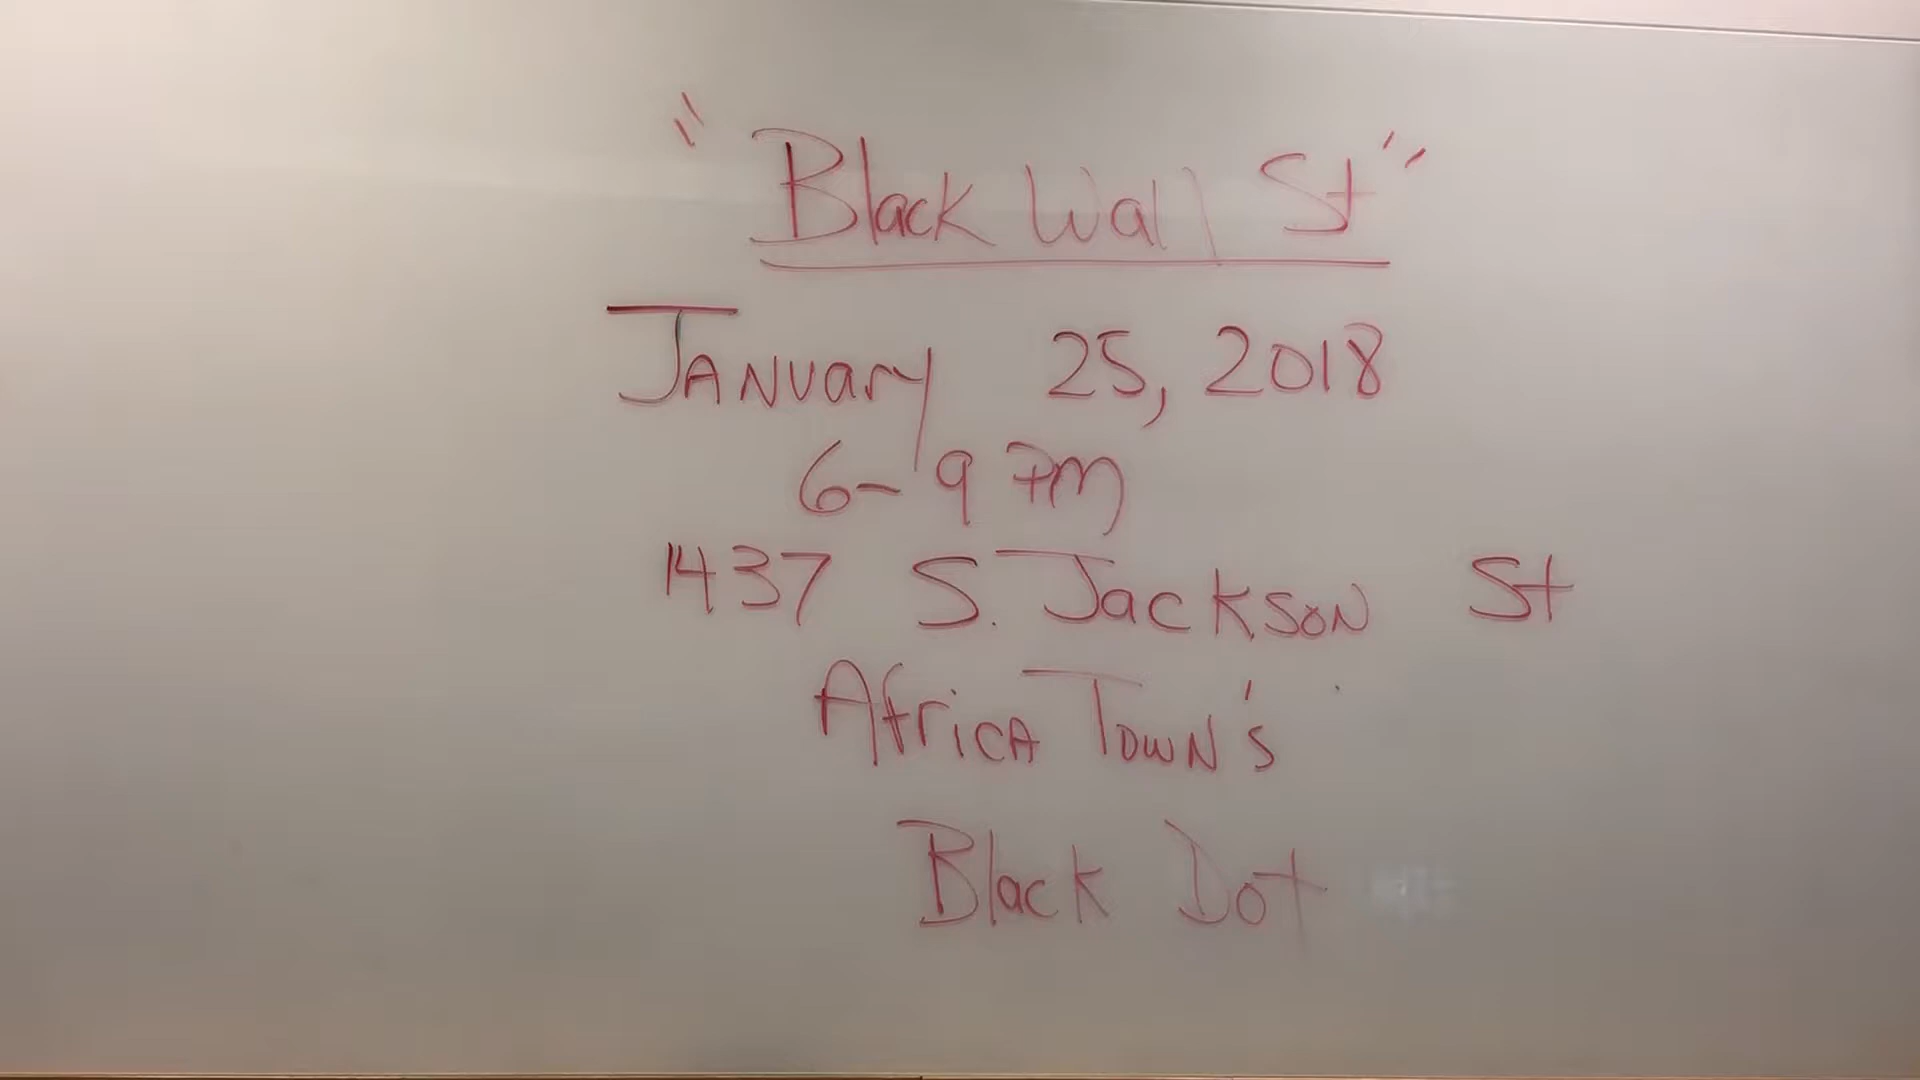 "Black Wall St"
January 25, 2018
6-9 PM
1437 S. Jackson St
Africa Town's
Black Dot